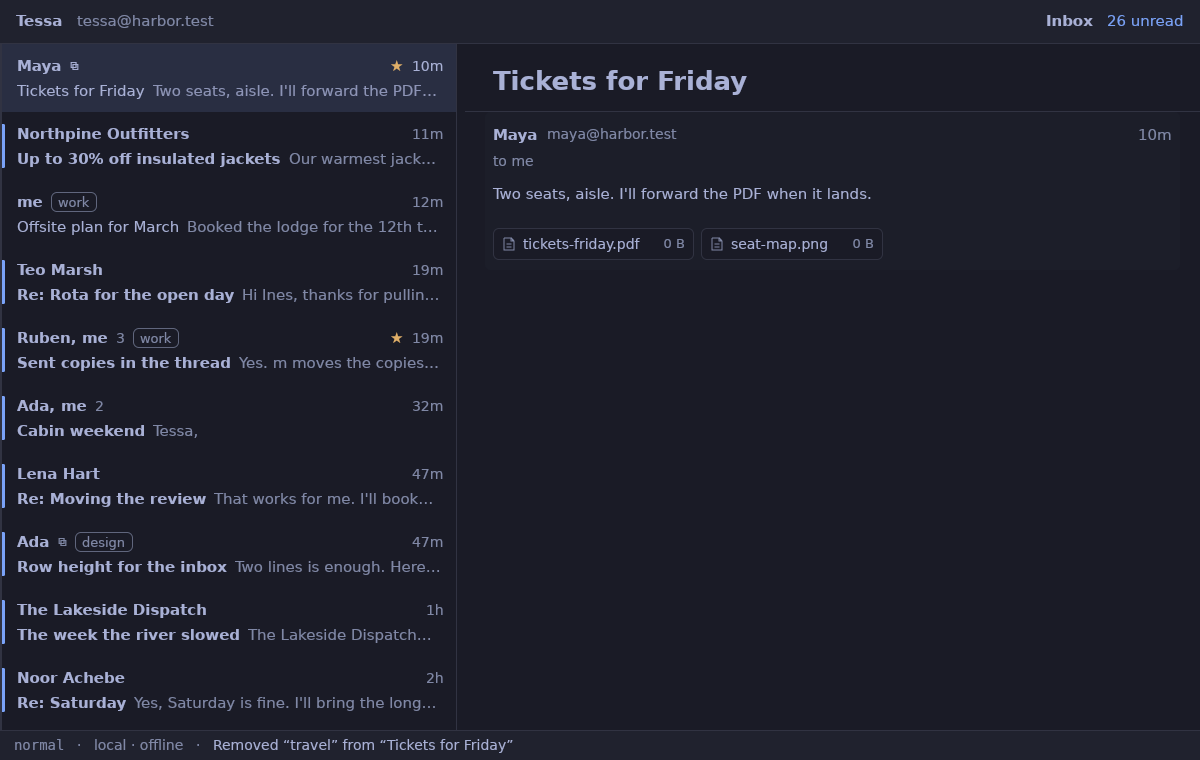 Tessa tessa@harbor.test
Inbox 26 unread
Maya ★ 10m
Tickets for Friday Two seats, aisle. I'll forward the PDF…
Northpine Outfitters 11m
Up to 30% off insulated jackets Our warmest jack…
me work 12m
Offsite plan for March Booked the lodge for the 12th t…
Teo Marsh 19m
Re: Rota for the open day Hi Ines, thanks for pullin…
Ruben, me 3 work ★ 19m
Sent copies in the thread Yes. m moves the copies…
Ada, me 2 32m
Cabin weekend Tessa,
Lena Hart 47m
Re: Moving the review That works for me. I'll book…
Ada design 47m
Row height for the inbox Two lines is enough. Here…
The Lakeside Dispatch 1h
The week the river slowed The Lakeside Dispatch…
Noor Achebe 2h
Re: Saturday Yes, Saturday is fine. I'll bring the long…
Tickets for Friday
Maya maya@harbor.test 10m
to me
Two seats, aisle. I'll forward the PDF when it lands.
tickets-friday.pdf 0 B seat-map.png 0 B
normal · local · offline · Removed “travel” from “Tickets for Friday”